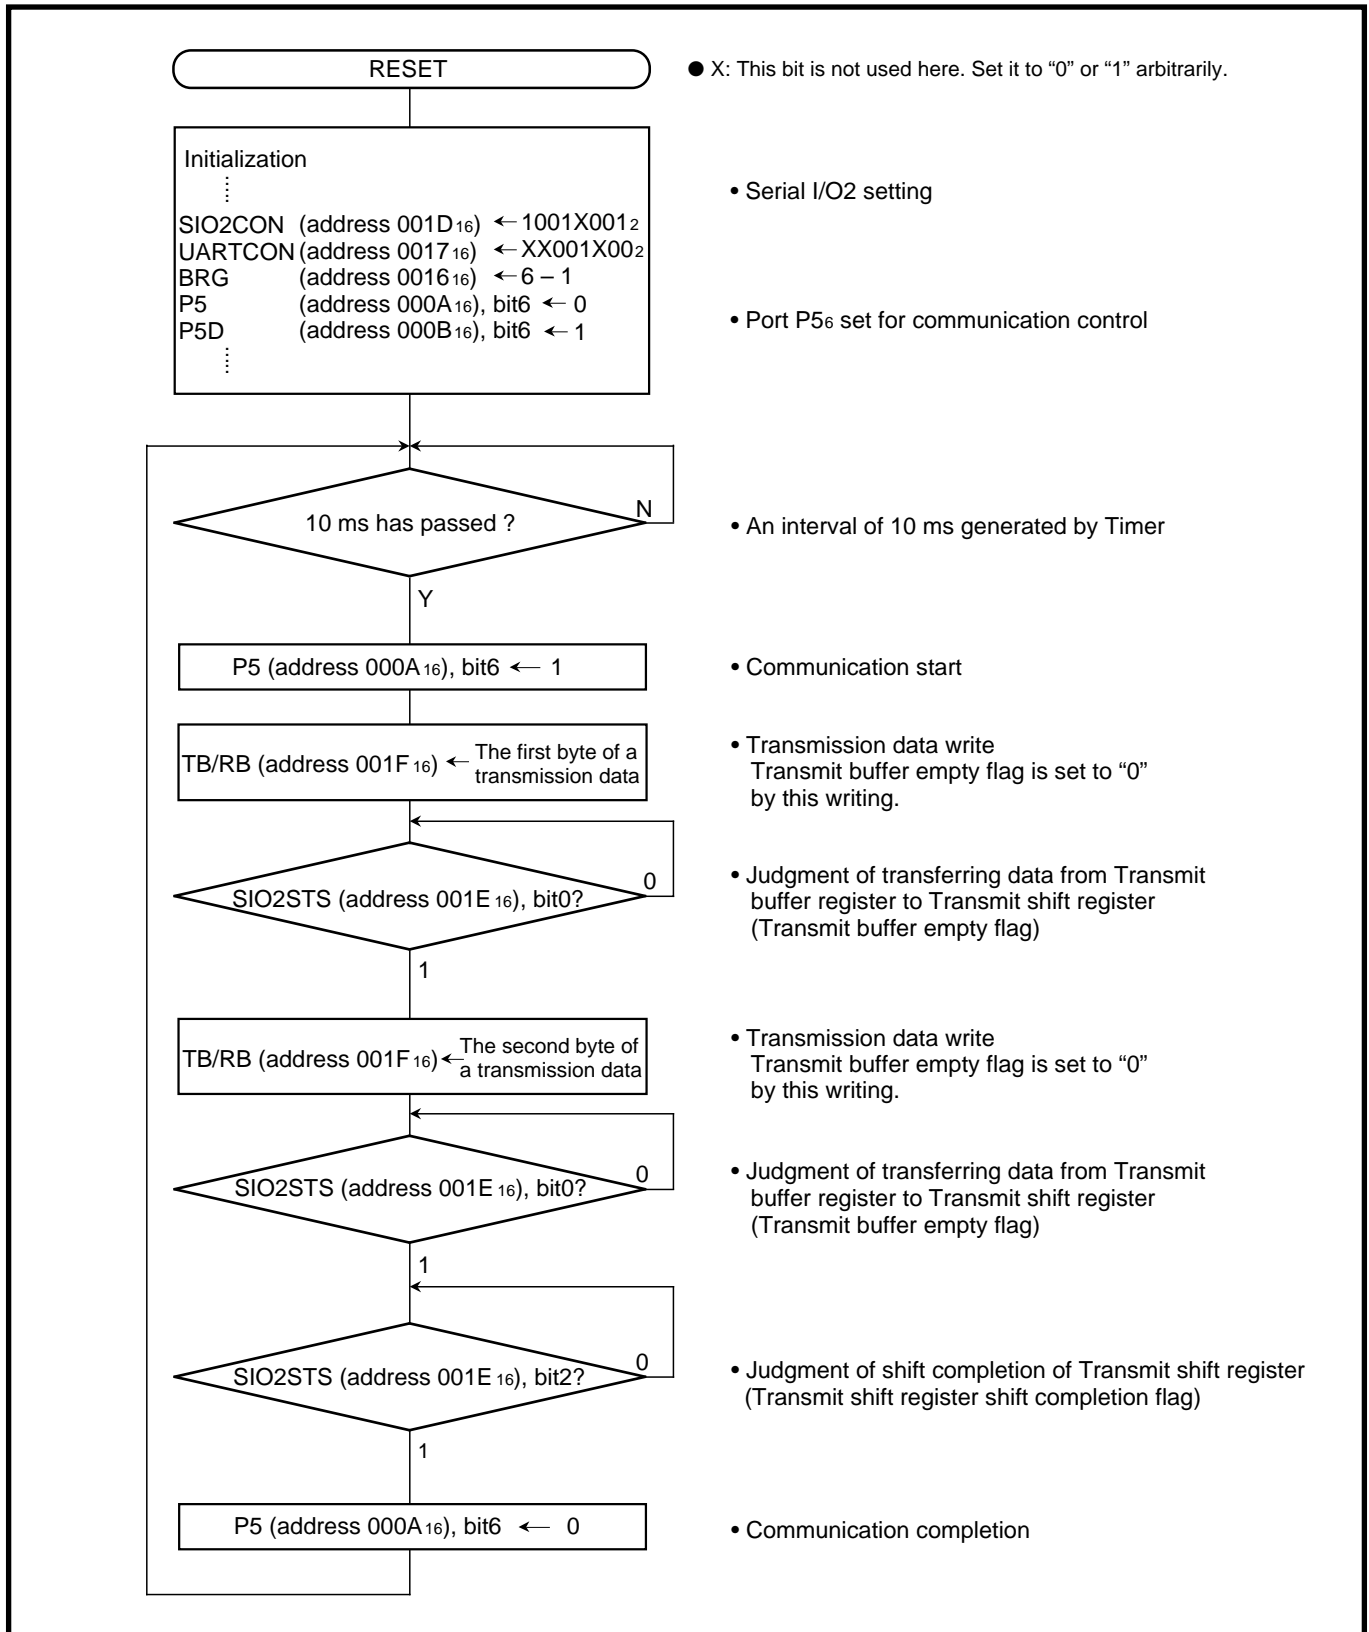 RESET
● X: This bit is not used here. Set it to “0” or “1” arbitrarily.
Initialization
• Serial I/O2 setting
SIO2CON (address 001D16) ← 1001X0012
UARTCON (address 001716) ← XX001X002
BRG (address 001616) ← 6 – 1
P5 (address 000A16), bit6 ← 0
• Port P56 set for communication control
P5D (address 000B16), bit6 ← 1
10 ms has passed ?
N
• An interval of 10 ms generated by Timer
Y
P5 (address 000A16), bit6 ← 1
• Communication start
TB/RB (address 001F16) ← The first byte of a
transmission data
• Transmission data write
Transmit buffer empty flag is set to “0”
by this writing.
SIO2STS (address 001E16), bit0?
0
• Judgment of transferring data from Transmit
buffer register to Transmit shift register
(Transmit buffer empty flag)
1
TB/RB (address 001F16) ← The second byte of
a transmission data
• Transmission data write
Transmit buffer empty flag is set to “0”
by this writing.
SIO2STS (address 001E16), bit0?
0
• Judgment of transferring data from Transmit
buffer register to Transmit shift register
(Transmit buffer empty flag)
1
SIO2STS (address 001E16), bit2?
0
• Judgment of shift completion of Transmit shift register
(Transmit shift register shift completion flag)
1
P5 (address 000A16), bit6 ← 0
• Communication completion